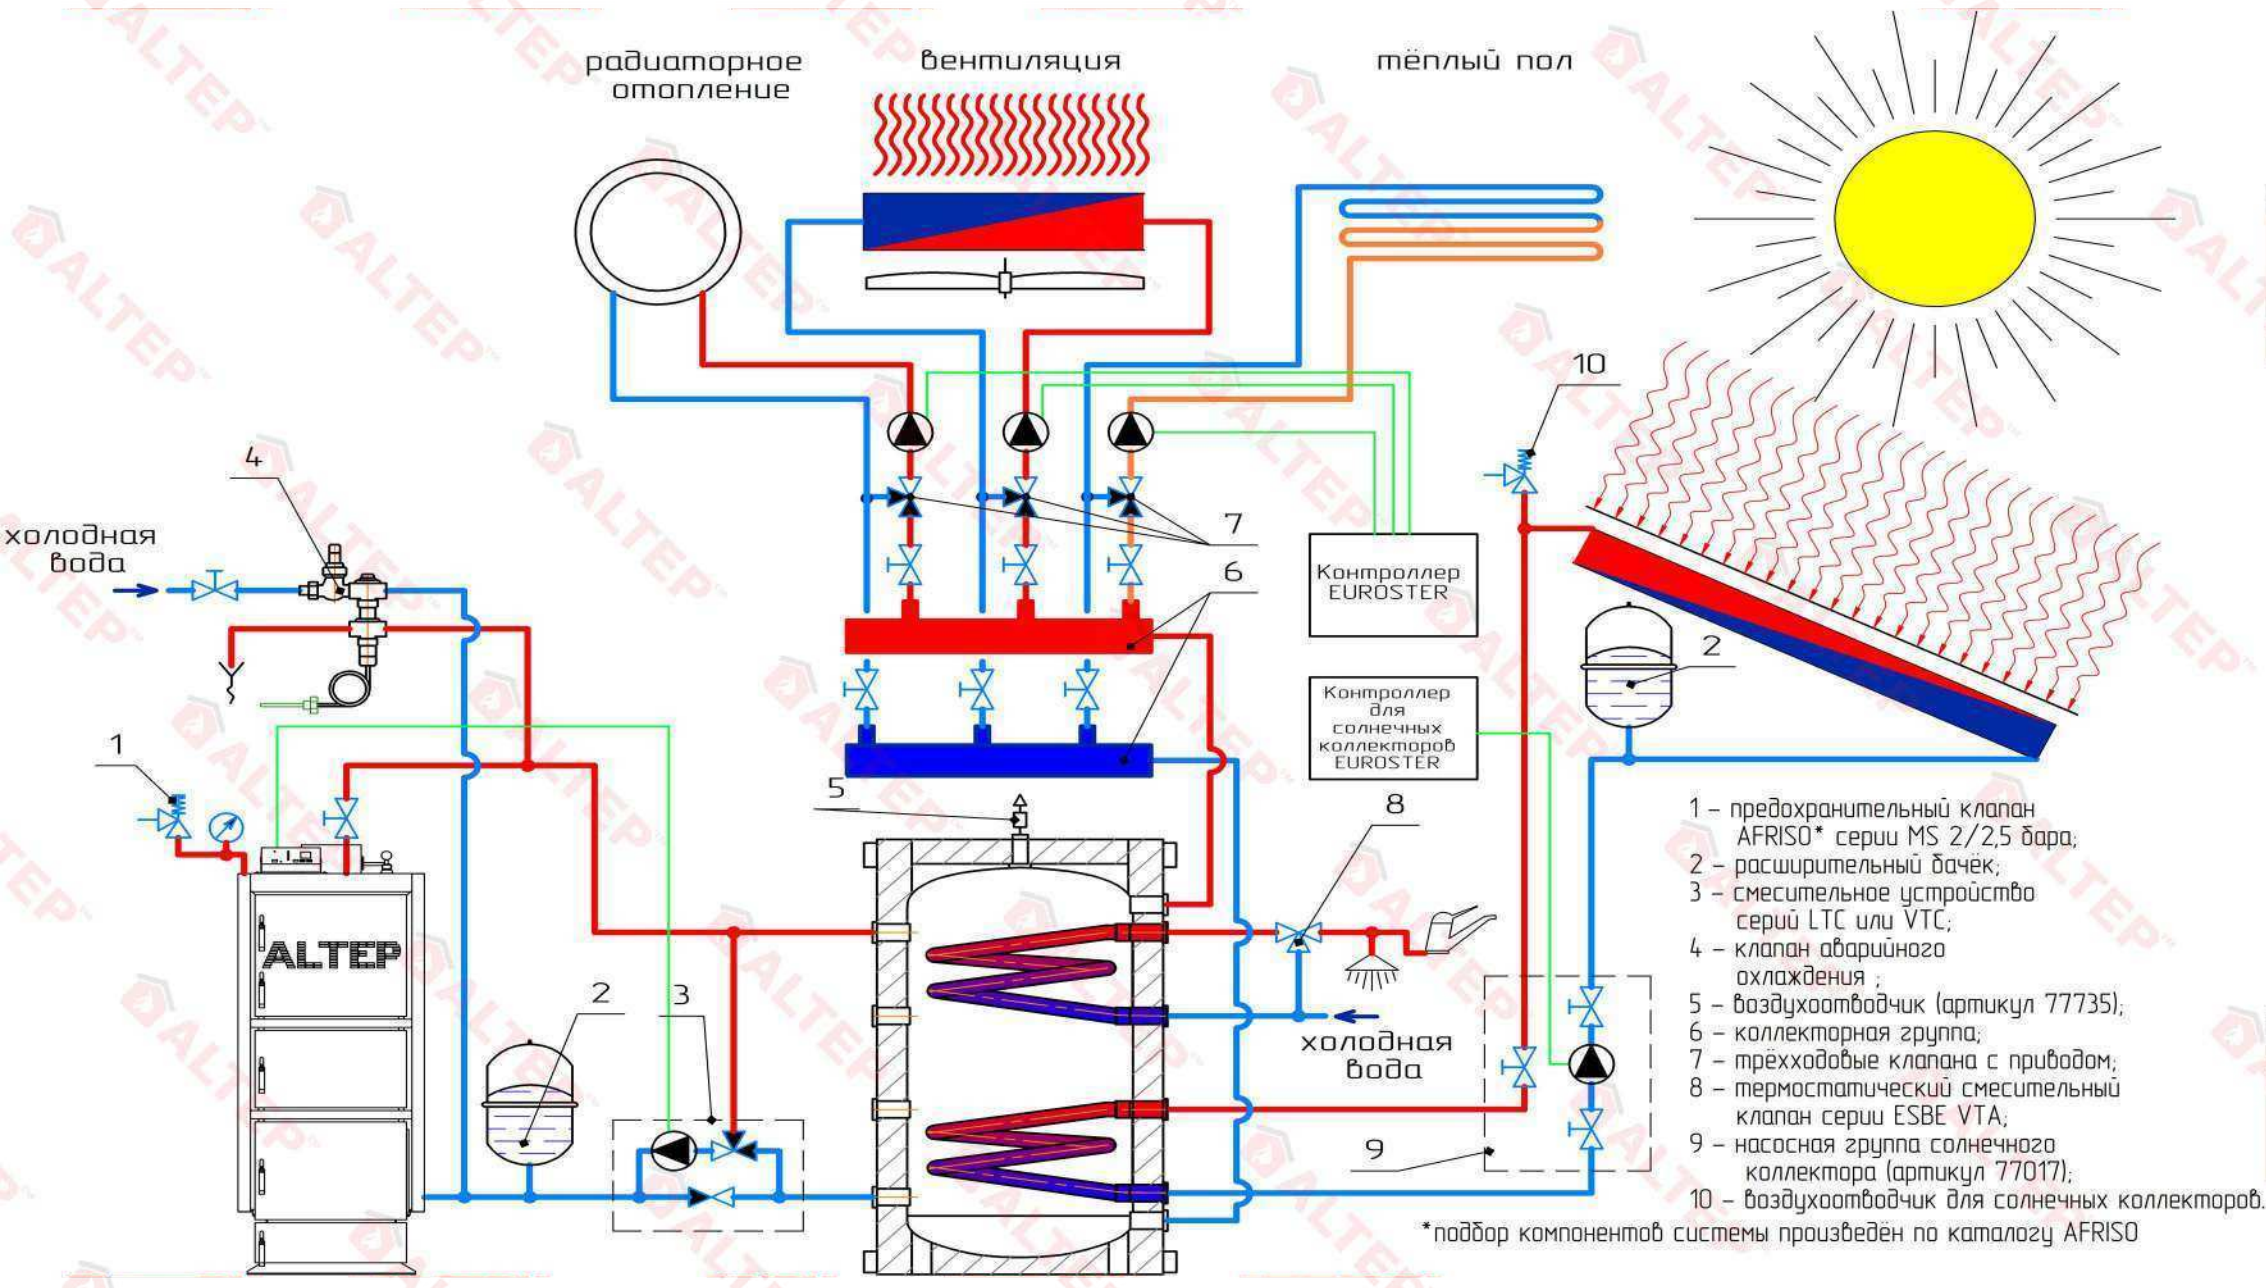 радиаторное
отопление
вентиляция
тёплый пол
10
4
холодная
вода
7
6
Контроллер
EUROSTER
2
Контроллер
для
солнечных
коллекторов
EUROSTER
1
5
8
ALTEP
2
3
холодная
вода
9
1 – предохранительный клапан
AFRISO* серии MS 2/2,5 бара;
2 – расширительный бачёк;
3 – смесительное устройство
серий LTC или VTC;
4 – клапан аварийного
охлаждения ;
5 – воздухоотводчик (артикул 77735);
6 – коллекторная группа;
7 – трёхходовые клапана с приводом;
8 – термостатический смесительный
клапан серии ESBE VTA;
9 – насосная группа солнечного
коллектора (артикул 77017);
10 – воздухоотводчик для солнечных коллекторов.
*подбор компонентов системы произведён по каталогу AFRISO